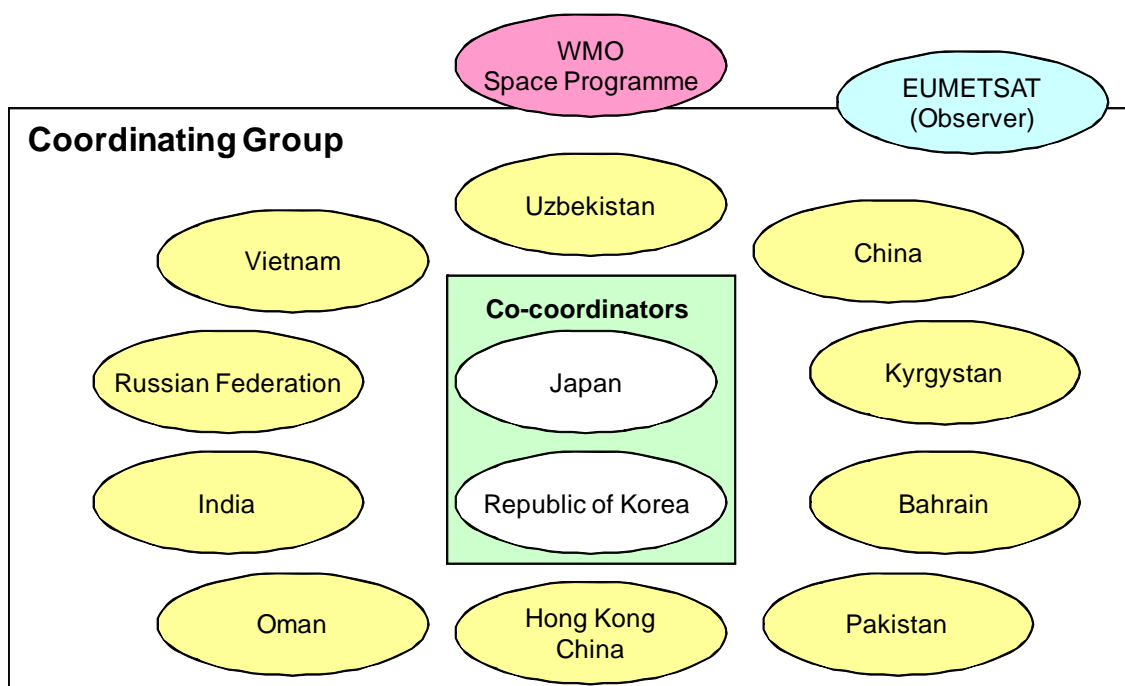 WMO
Space Programme
EUMETSAT
(Observer)
Coordinating Group
Uzbekistan
Vietnam
China
Co-coordinators
Russian Federation
Japan
Kyrgystan
India
Republic of Korea
Bahrain
Oman
Hong Kong
China
Pakistan